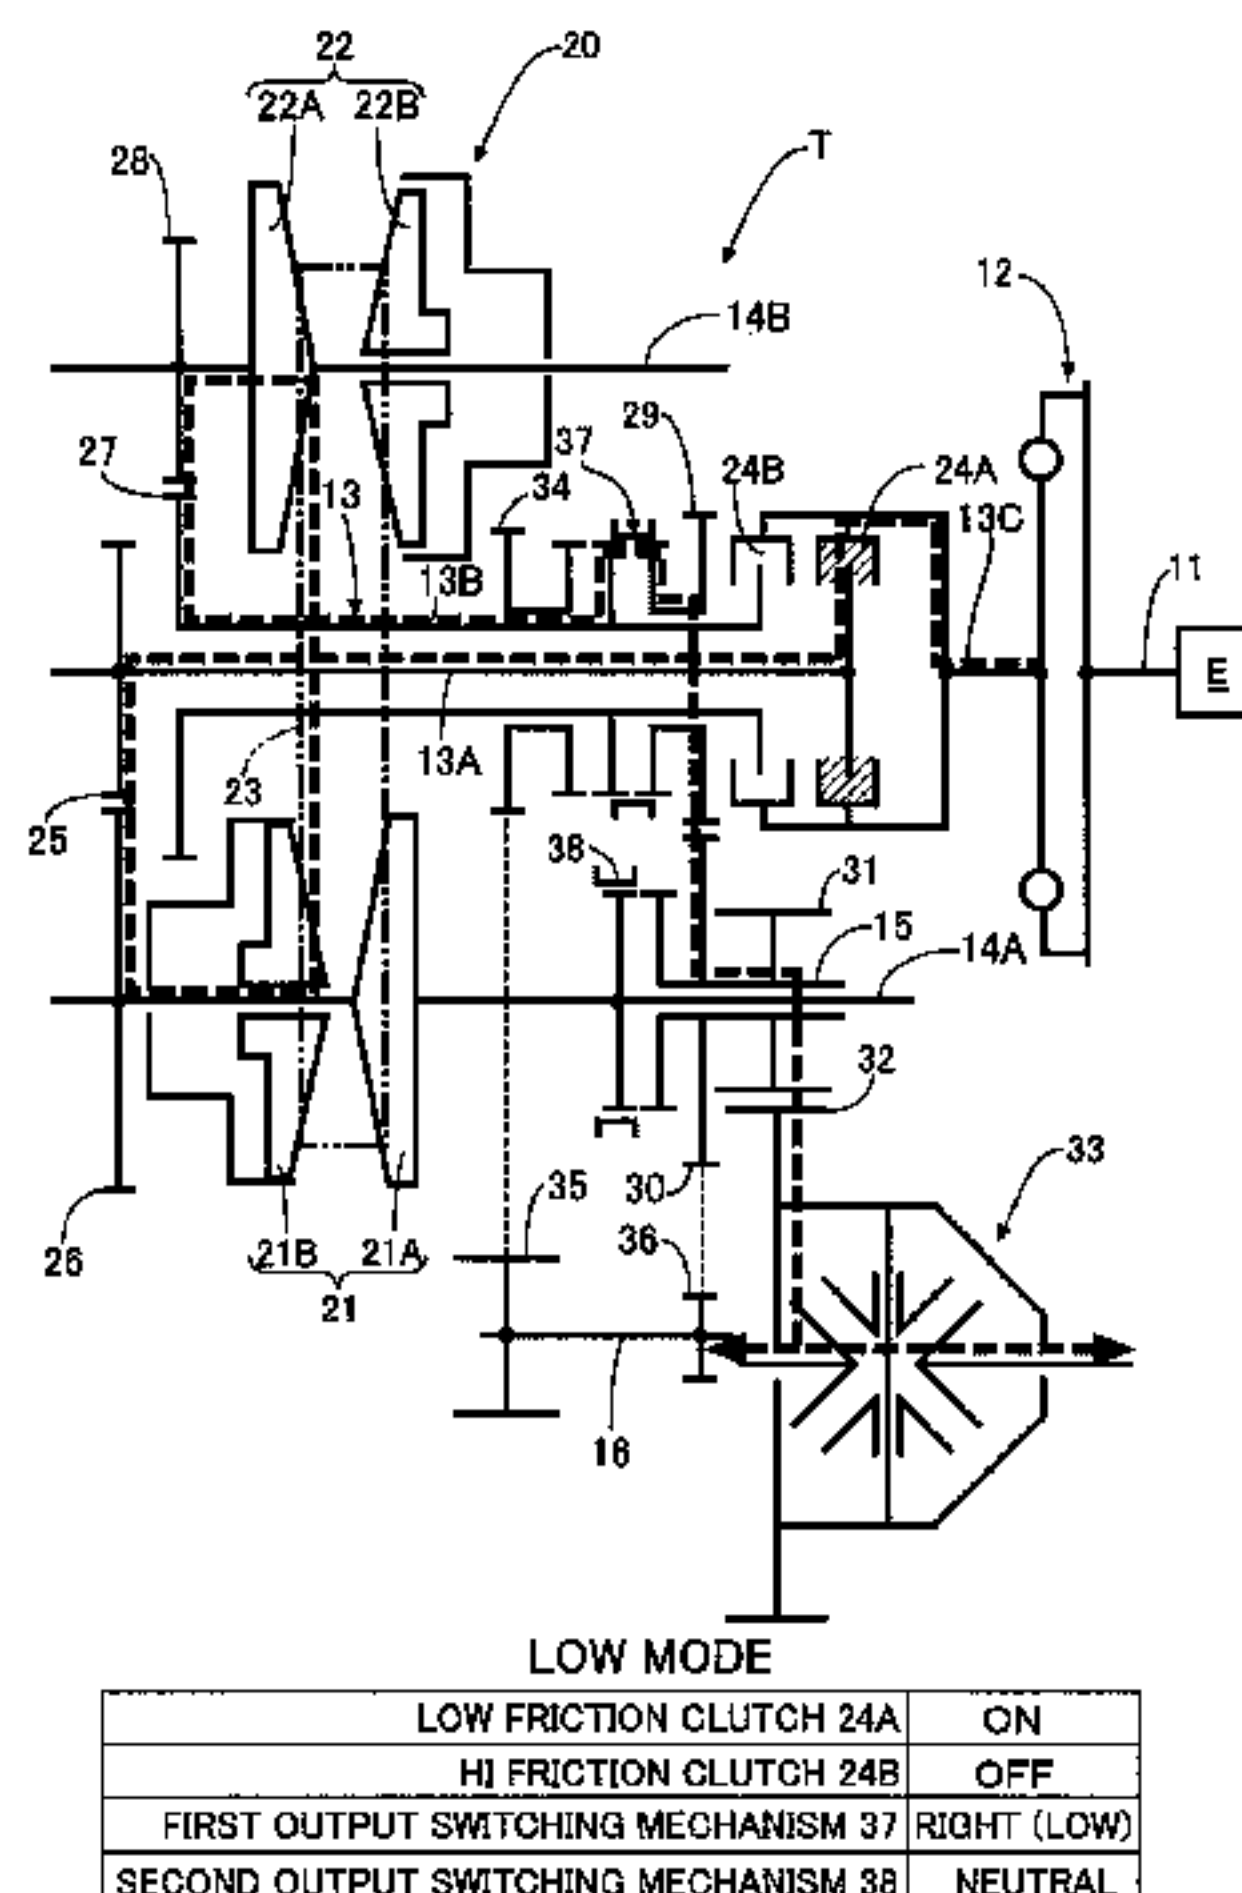 22
20
22A 22B
T
28
12
14B
29
27
37
24B
24A
34
13
13C
13B
11
E
13A
23
25
38
31
15
14A
32
33
35
30
36
26
21B 21A
21
16
LOW MODE
LOW FRICTION CLUTCH 24A ON
HI FRICTION CLUTCH 24B OFF
FIRST OUTPUT SWITCHING MECHANISM 37 RIGHT (LOW)
SECOND OUTPUT SWITCHING MECHANISM 38 NEUTRAL